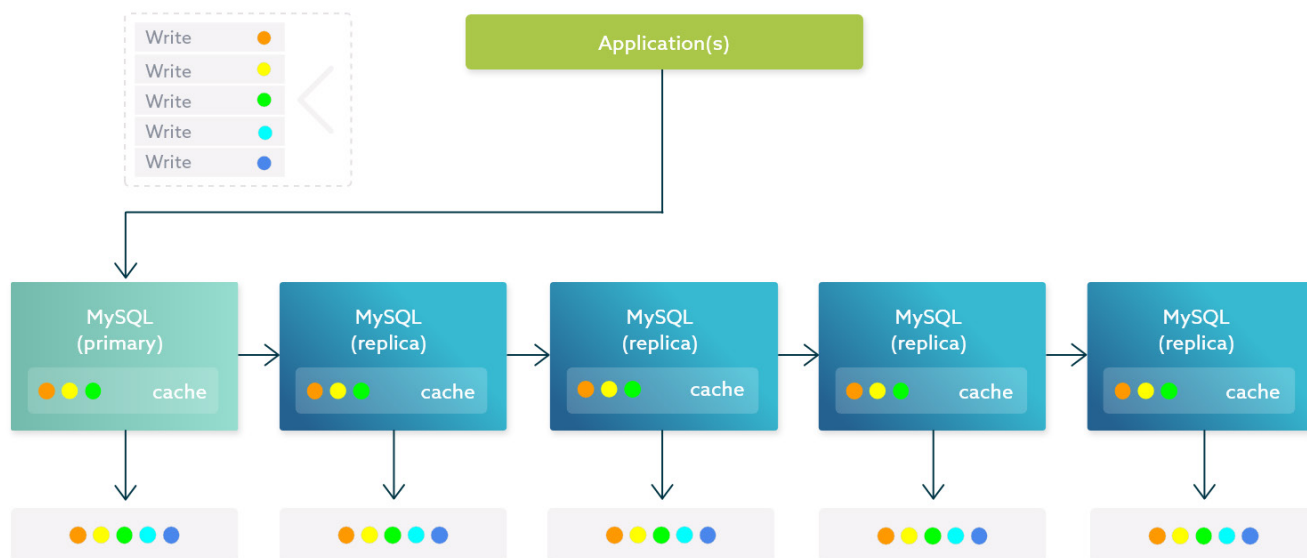 Write
Write
Write
Write
Write
Application(s)
MySQL
(primary)
cache
MySQL
(replica)
cache
MySQL
(replica)
cache
MySQL
(replica)
cache
MySQL
(replica)
cache